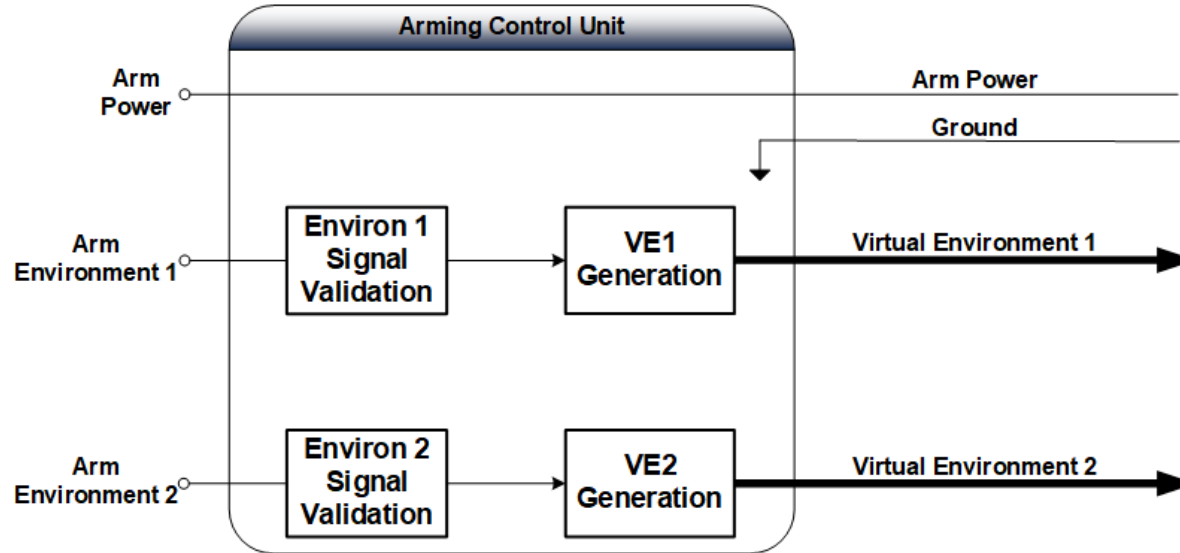 Arming Control Unit
Arm
Power
Arm Power
Ground
Arm
Environment 1
Environ 1
Signal
Validation
VE1
Generation
Virtual Environment 1
Arm
Environment 2
Environ 2
Signal
Validation
VE2
Generation
Virtual Environment 2